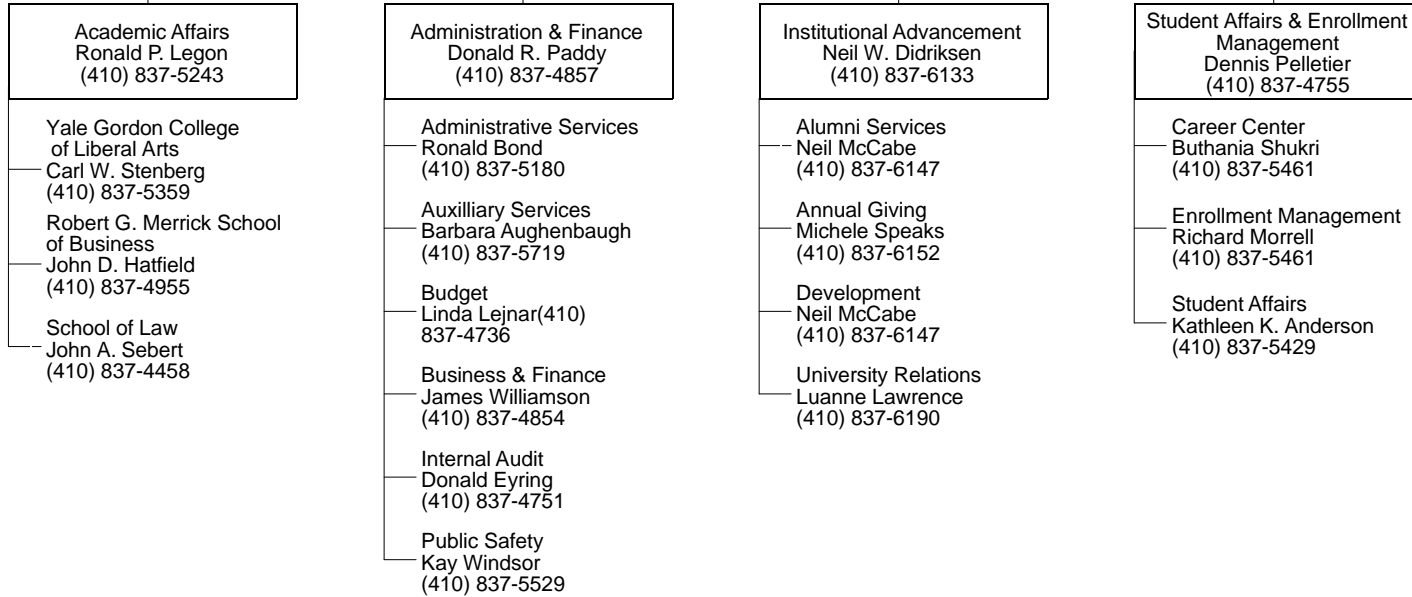 Academic Affairs
Ronald P. Legon
(410) 837-5243
Yale Gordon College
of Liberal Arts
Carl W. Stenberg
(410) 837-5359
Robert G. Merrick School
of Business
John D. Hatfield
(410) 837-4955
School of Law
John A. Sebert
(410) 837-4458
Administration & Finance
Donald R. Paddy
(410) 837-4857
Administrative Services
Ronald Bond
(410) 837-5180
Auxilliary Services
Barbara Aughenbaugh
(410) 837-5719
Budget
Linda Lejnar(410)
837-4736
Business & Finance
James Williamson
(410) 837-4854
Internal Audit
Donald Eyring
(410) 837-4751
Public Safety
Kay Windsor
(410) 837-5529
Institutional Advancement
Neil W. Didriksen
(410) 837-6133
Alumni Services
Neil McCabe
(410) 837-6147
Annual Giving
Michele Speaks
(410) 837-6152
Development
Neil McCabe
(410) 837-6147
University Relations
Luanne Lawrence
(410) 837-6190
Student Affairs & Enrollment
Management
Dennis Pelletier
(410) 837-4755
Career Center
Buthania Shukri
(410) 837-5461
Enrollment Management
Richard Morrell
(410) 837-5461
Student Affairs
Kathleen K. Anderson
(410) 837-5429